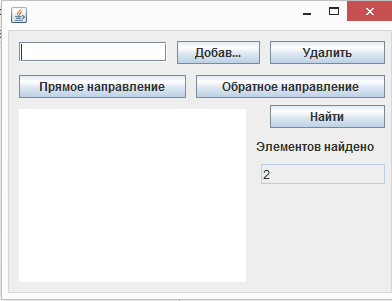 Добав... Удалить
Прямое направление Обратное направление
Найти
Элементов найдено
2